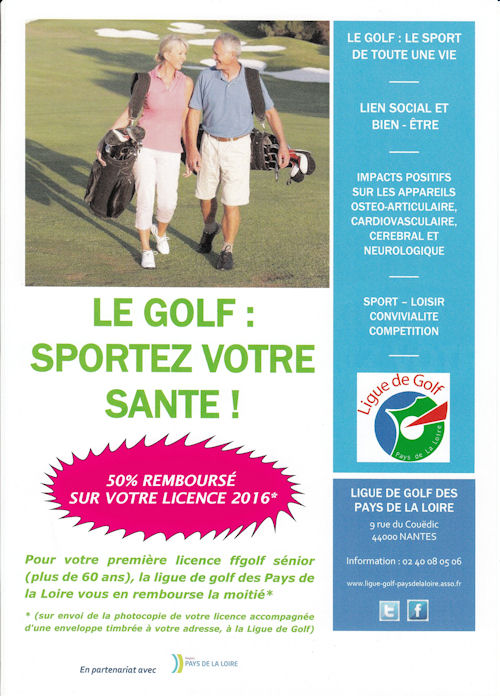 LE GOLF :
SPORTEZ VOTRE
SANTE !
50% REMBOURSÉ
SUR VOTRE LICENCE 2016*
Pour votre première licence ffgolf sénior
(plus de 60 ans), la ligue de golf des Pays de
la Loire vous en rembourse la moitié*
* (sur envoi de la photocopie de votre licence accompagnée
d'une enveloppe timbrée à votre adresse, à la Ligue de Golf)
En partenariat avec
Région
PAYS DE LA LOIRE
LE GOLF : LE SPORT
DE TOUTE UNE VIE
LIEN SOCIAL ET
BIEN - ÊTRE
IMPACTS POSITIFS
SUR LES APPAREILS
OSTEO-ARTICULAIRE,
CARDIOVASCULAIRE,
CEREBRAL ET
NEUROLOGIQUE
SPORT – LOISIR
CONVIVIALITE
COMPETITION
Ligue de Golf
Pays de La Loire
LIGUE DE GOLF DES
PAYS DE LA LOIRE
9 rue du Couëdic
44000 NANTES
Information : 02 40 08 05 06
www.ligue-golf-paysdelaloire.asso.fr